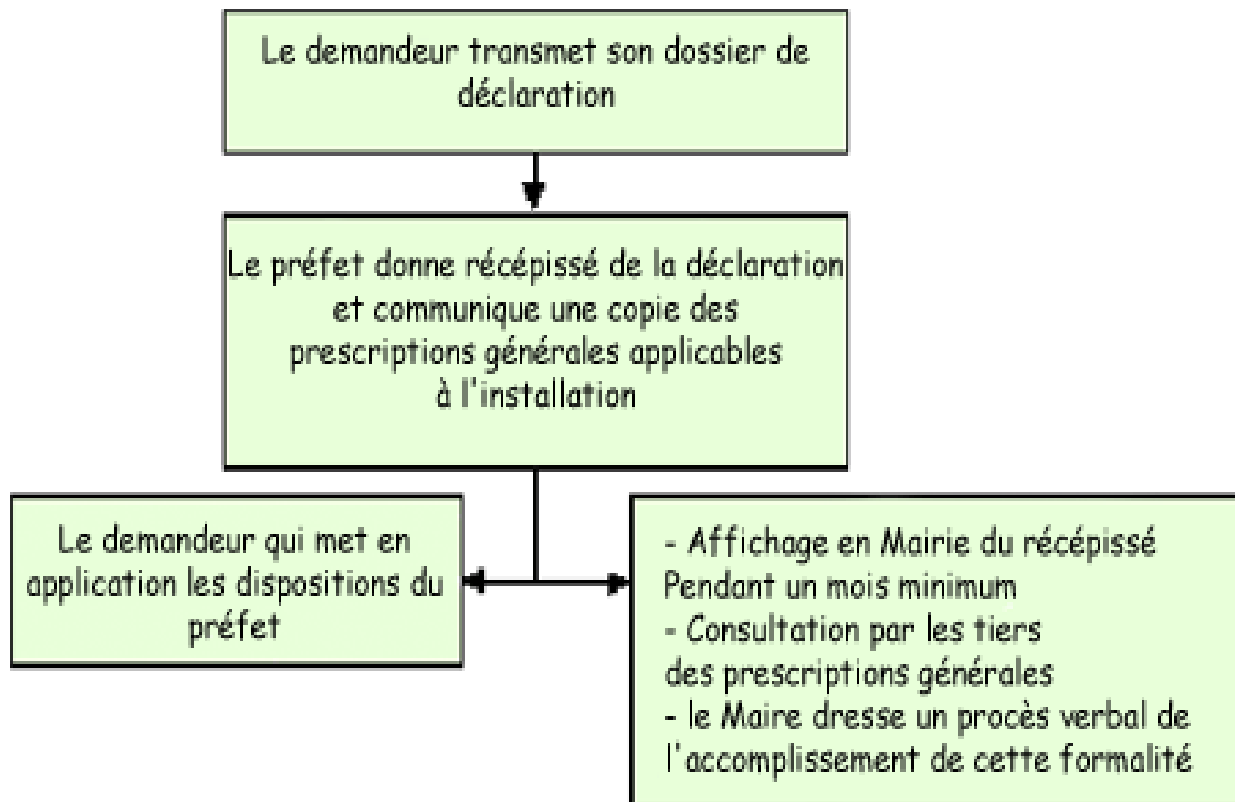 Le demandeur transmet son dossier de
déclaration
Le préfet donne récépissé de la déclaration
et communique une copie des
prescriptions générales applicables
à l'installation
Le demandeur qui met en
application les dispositions du
préfet
- Affichage en Mairie du récépissé
Pendant un mois minimum
- Consultation par les tiers
des prescriptions générales
- le Maire dresse un procès verbal de
l'accomplissement de cette formalité